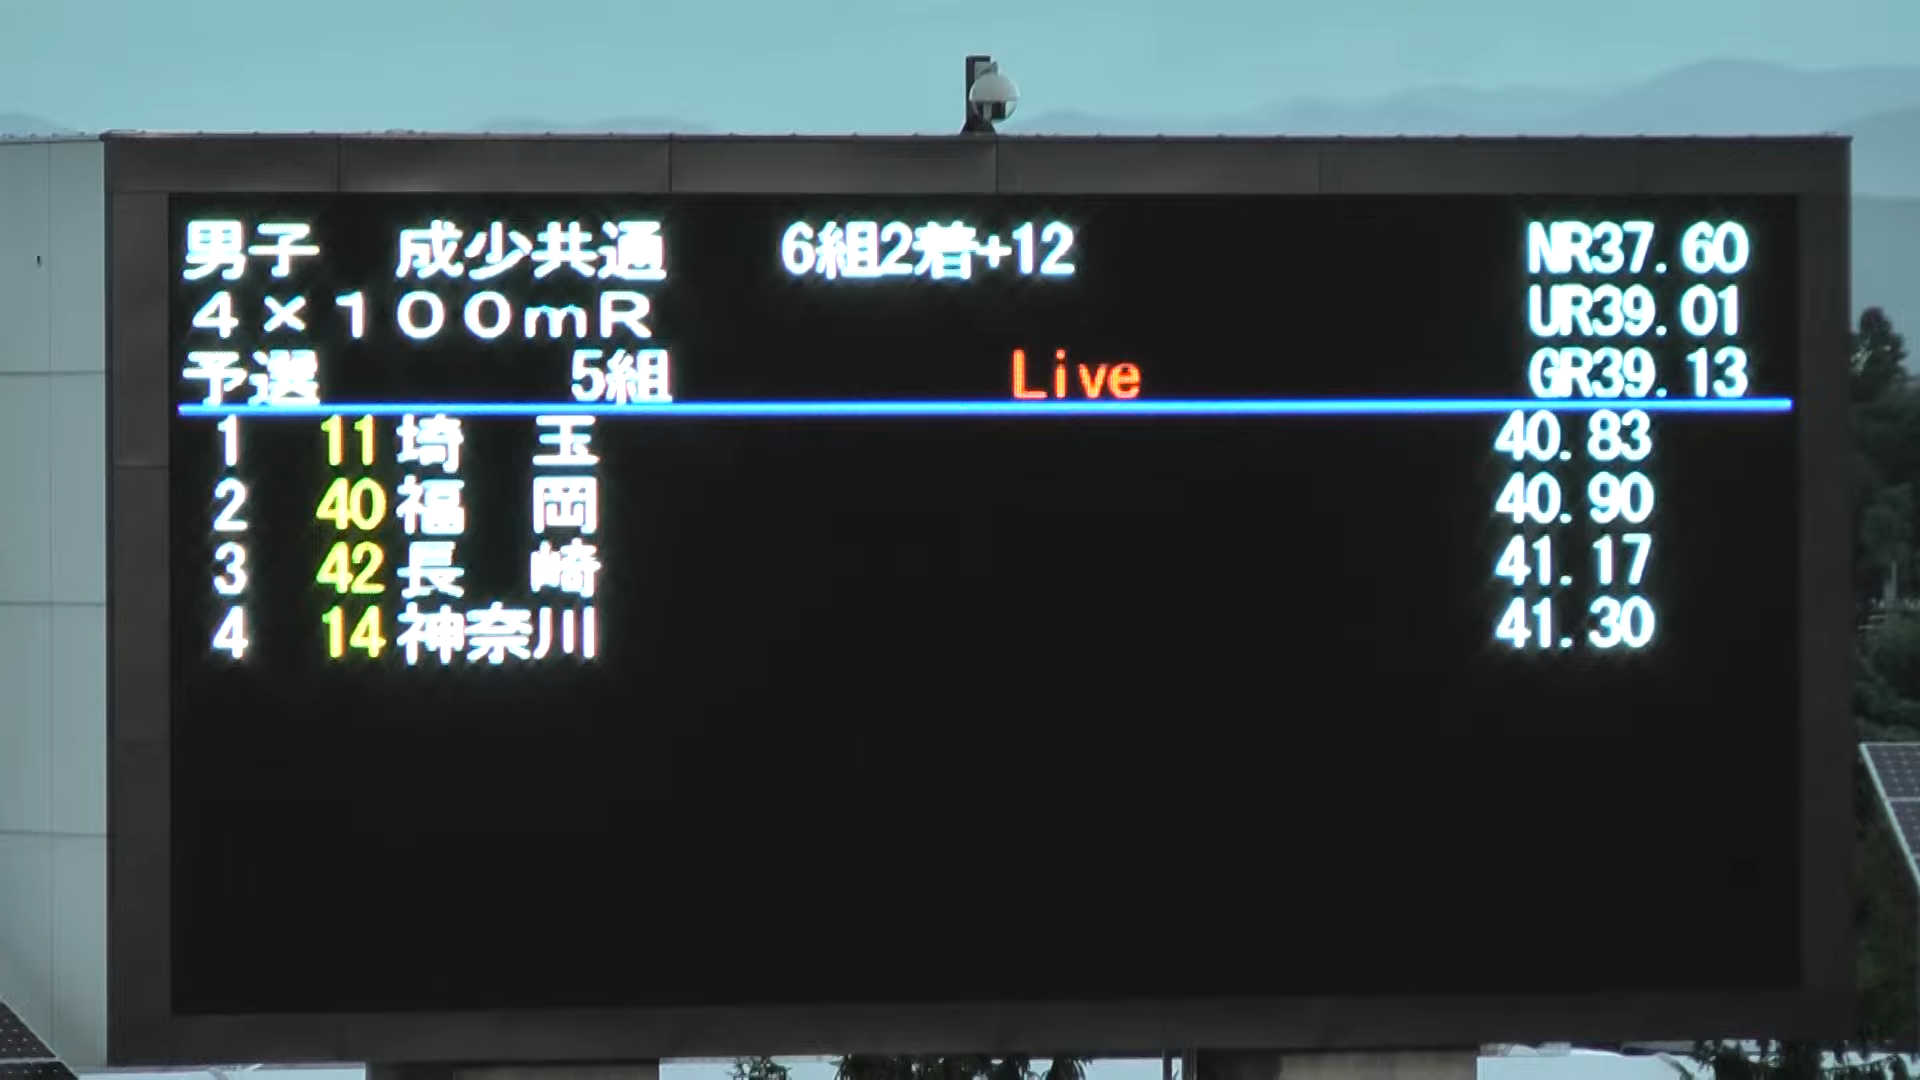 男子 成少共通 6組2着+12 NR37.60
４×１００ｍＲ UR39.01
予選 5組 Live GR39.13
1 11 埼玉 40.83
2 40 福岡 40.90
3 42 長崎 41.17
4 14 神奈川 41.30